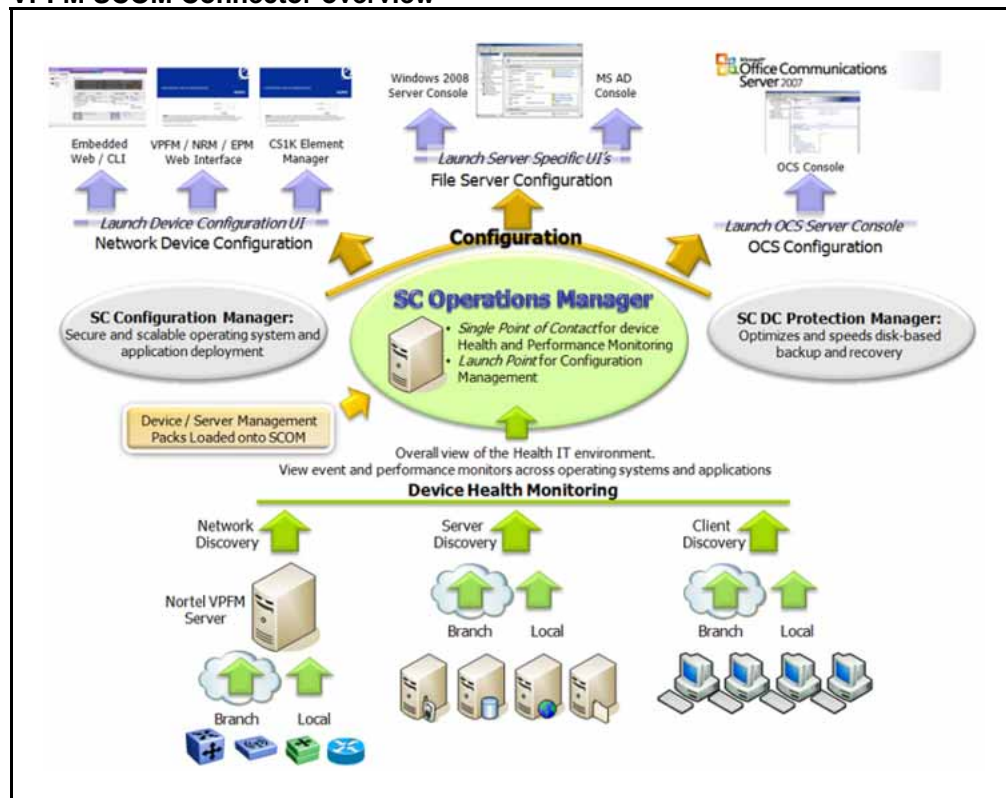 VPFM SCOM Connector overview
Windows 2008
Server Console
MS AD
Console
Microsoft
Office Communications
Server 2007
Embedded
Web / CLI
VPFM / NRM / EPM
Web Interface
CS1K Element
Manager
OCS Console
Launch Server Specific UI's
File Server Configuration
Launch Device Configuration UI
Network Device Configuration
Launch OCS Server Console
OCS Configuration
Configuration
SC Operations Manager
• Single Point of Contact for device
Health and Performance Monitoring
• Launch Point for Configuration
Management
SC Configuration Manager:
Secure and scalable operating system and
application deployment
SC DC Protection Manager:
Optimizes and speeds disk-based
backup and recovery
Device / Server Management
Packs Loaded onto SCOM
Overall view of the Health IT environment.
View event and performance monitors across operating systems and applications
Device Health Monitoring
Network
Discovery
Server
Discovery
Client
Discovery
Nortel VPFM
Server
Branch
Local
Branch
Local
Branch
Local